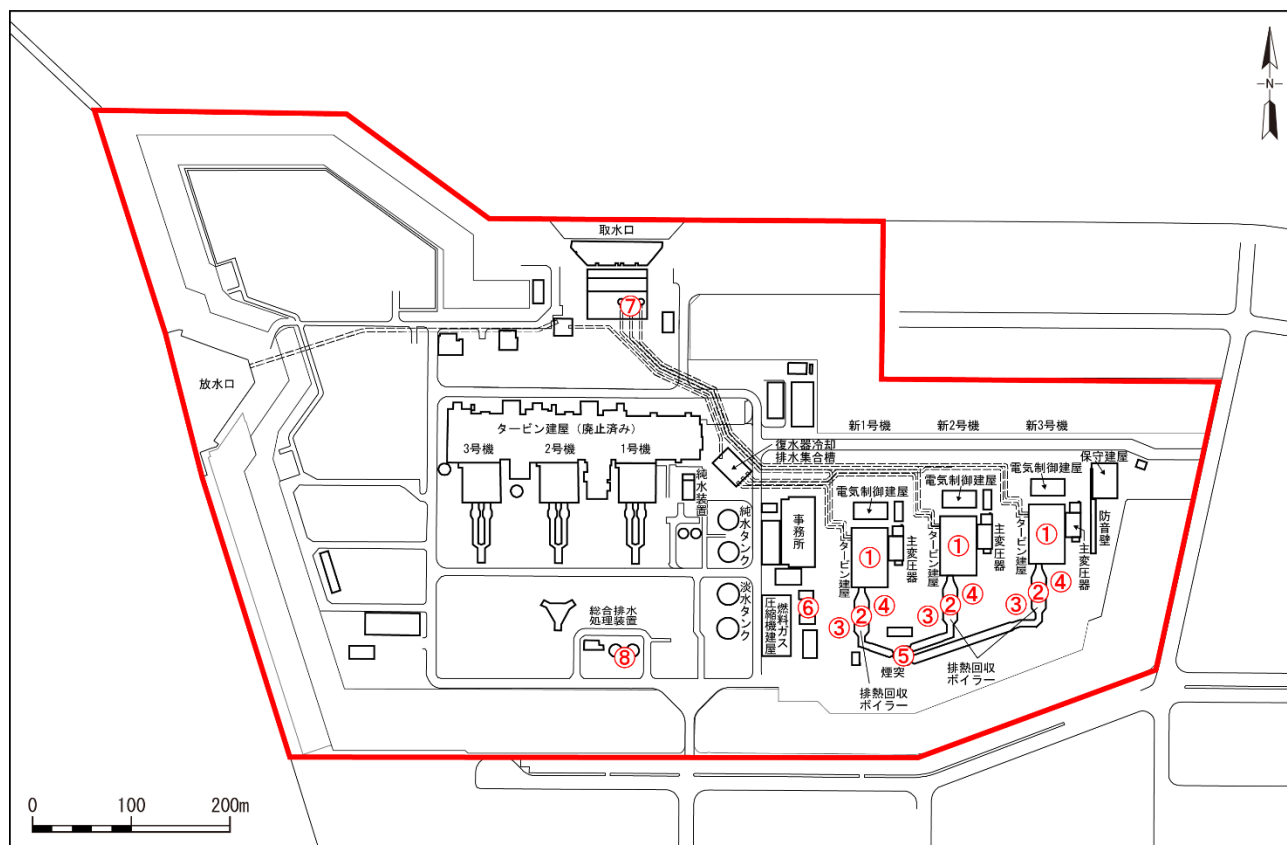 N
取水口
⑦
放水口
タービン建屋（廃止済み）
3号機
2号機
1号機
新1号機
新2号機
新3号機
復水器冷却
排水集合槽
保守建屋
電気制御建屋
電気制御建屋
電気制御建屋
純水装置
純水タンク
事務所
タービン建屋
①
主変圧器
タービン建屋
①
主変圧器
タービン建屋
①
主変圧器
防音壁
淡水タンク
燃料ガス
圧縮機建屋
⑥
③
②
④
③
②
④
③
②
④
⑤
煙突
排熱回収
ボイラー
排熱回収
ボイラー
総合排水
処理装置
⑧
0
100
200m